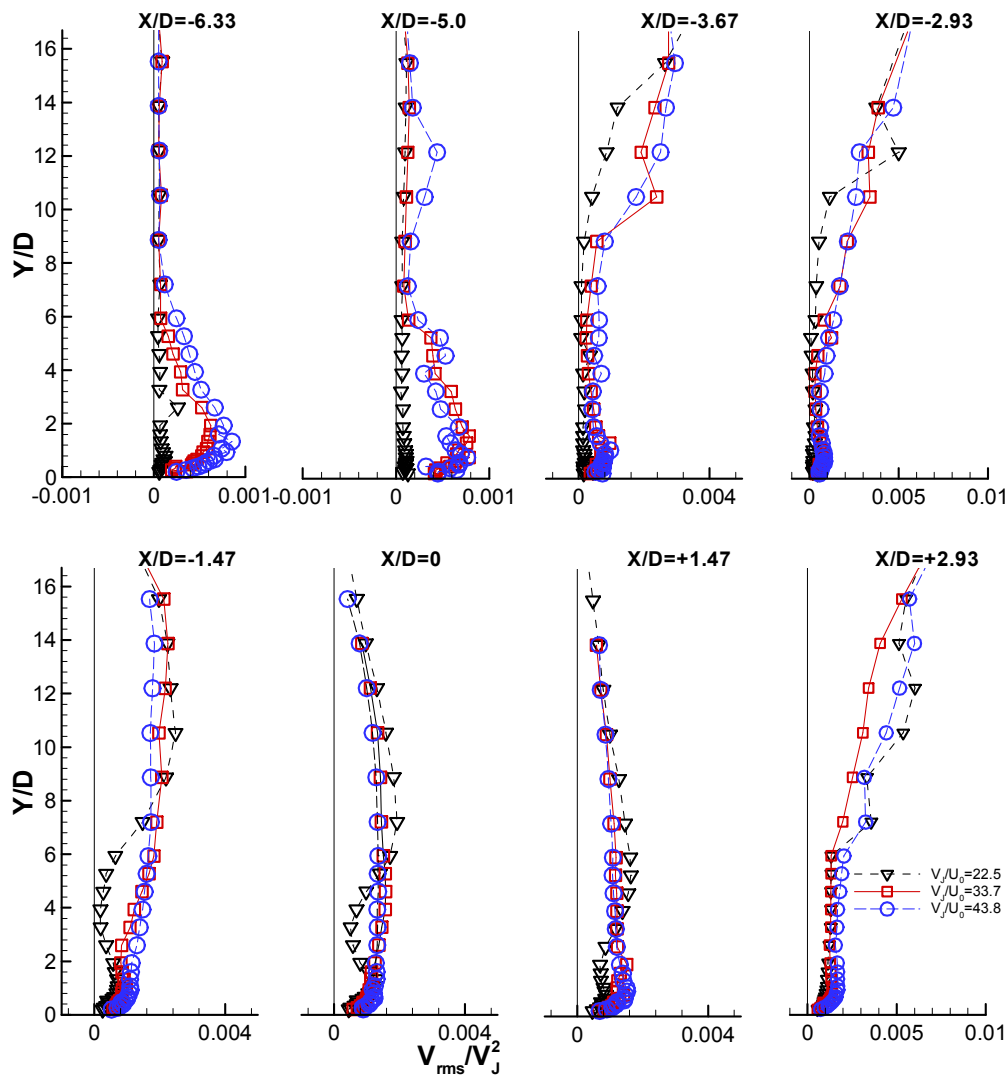 X/D=-6.33 X/D=-5.0 X/D=-3.67 X/D=-2.93
16
14
12
10
8
6
4
2
0
Y/D
-0.001 0 0.001 -0.001 0 0.001 0 0.004 0 0.005 0.01
X/D=-1.47 X/D=0 X/D=+1.47 X/D=+2.93
16
14
12
10
8
6
4
2
0
Y/D
V_J/U_0=22.5
V_J/U_0=33.7
V_J/U_0=43.8
0 0.004 0 0.004 0 0.004 0 0.005 0.01
V_rms/V_J^2